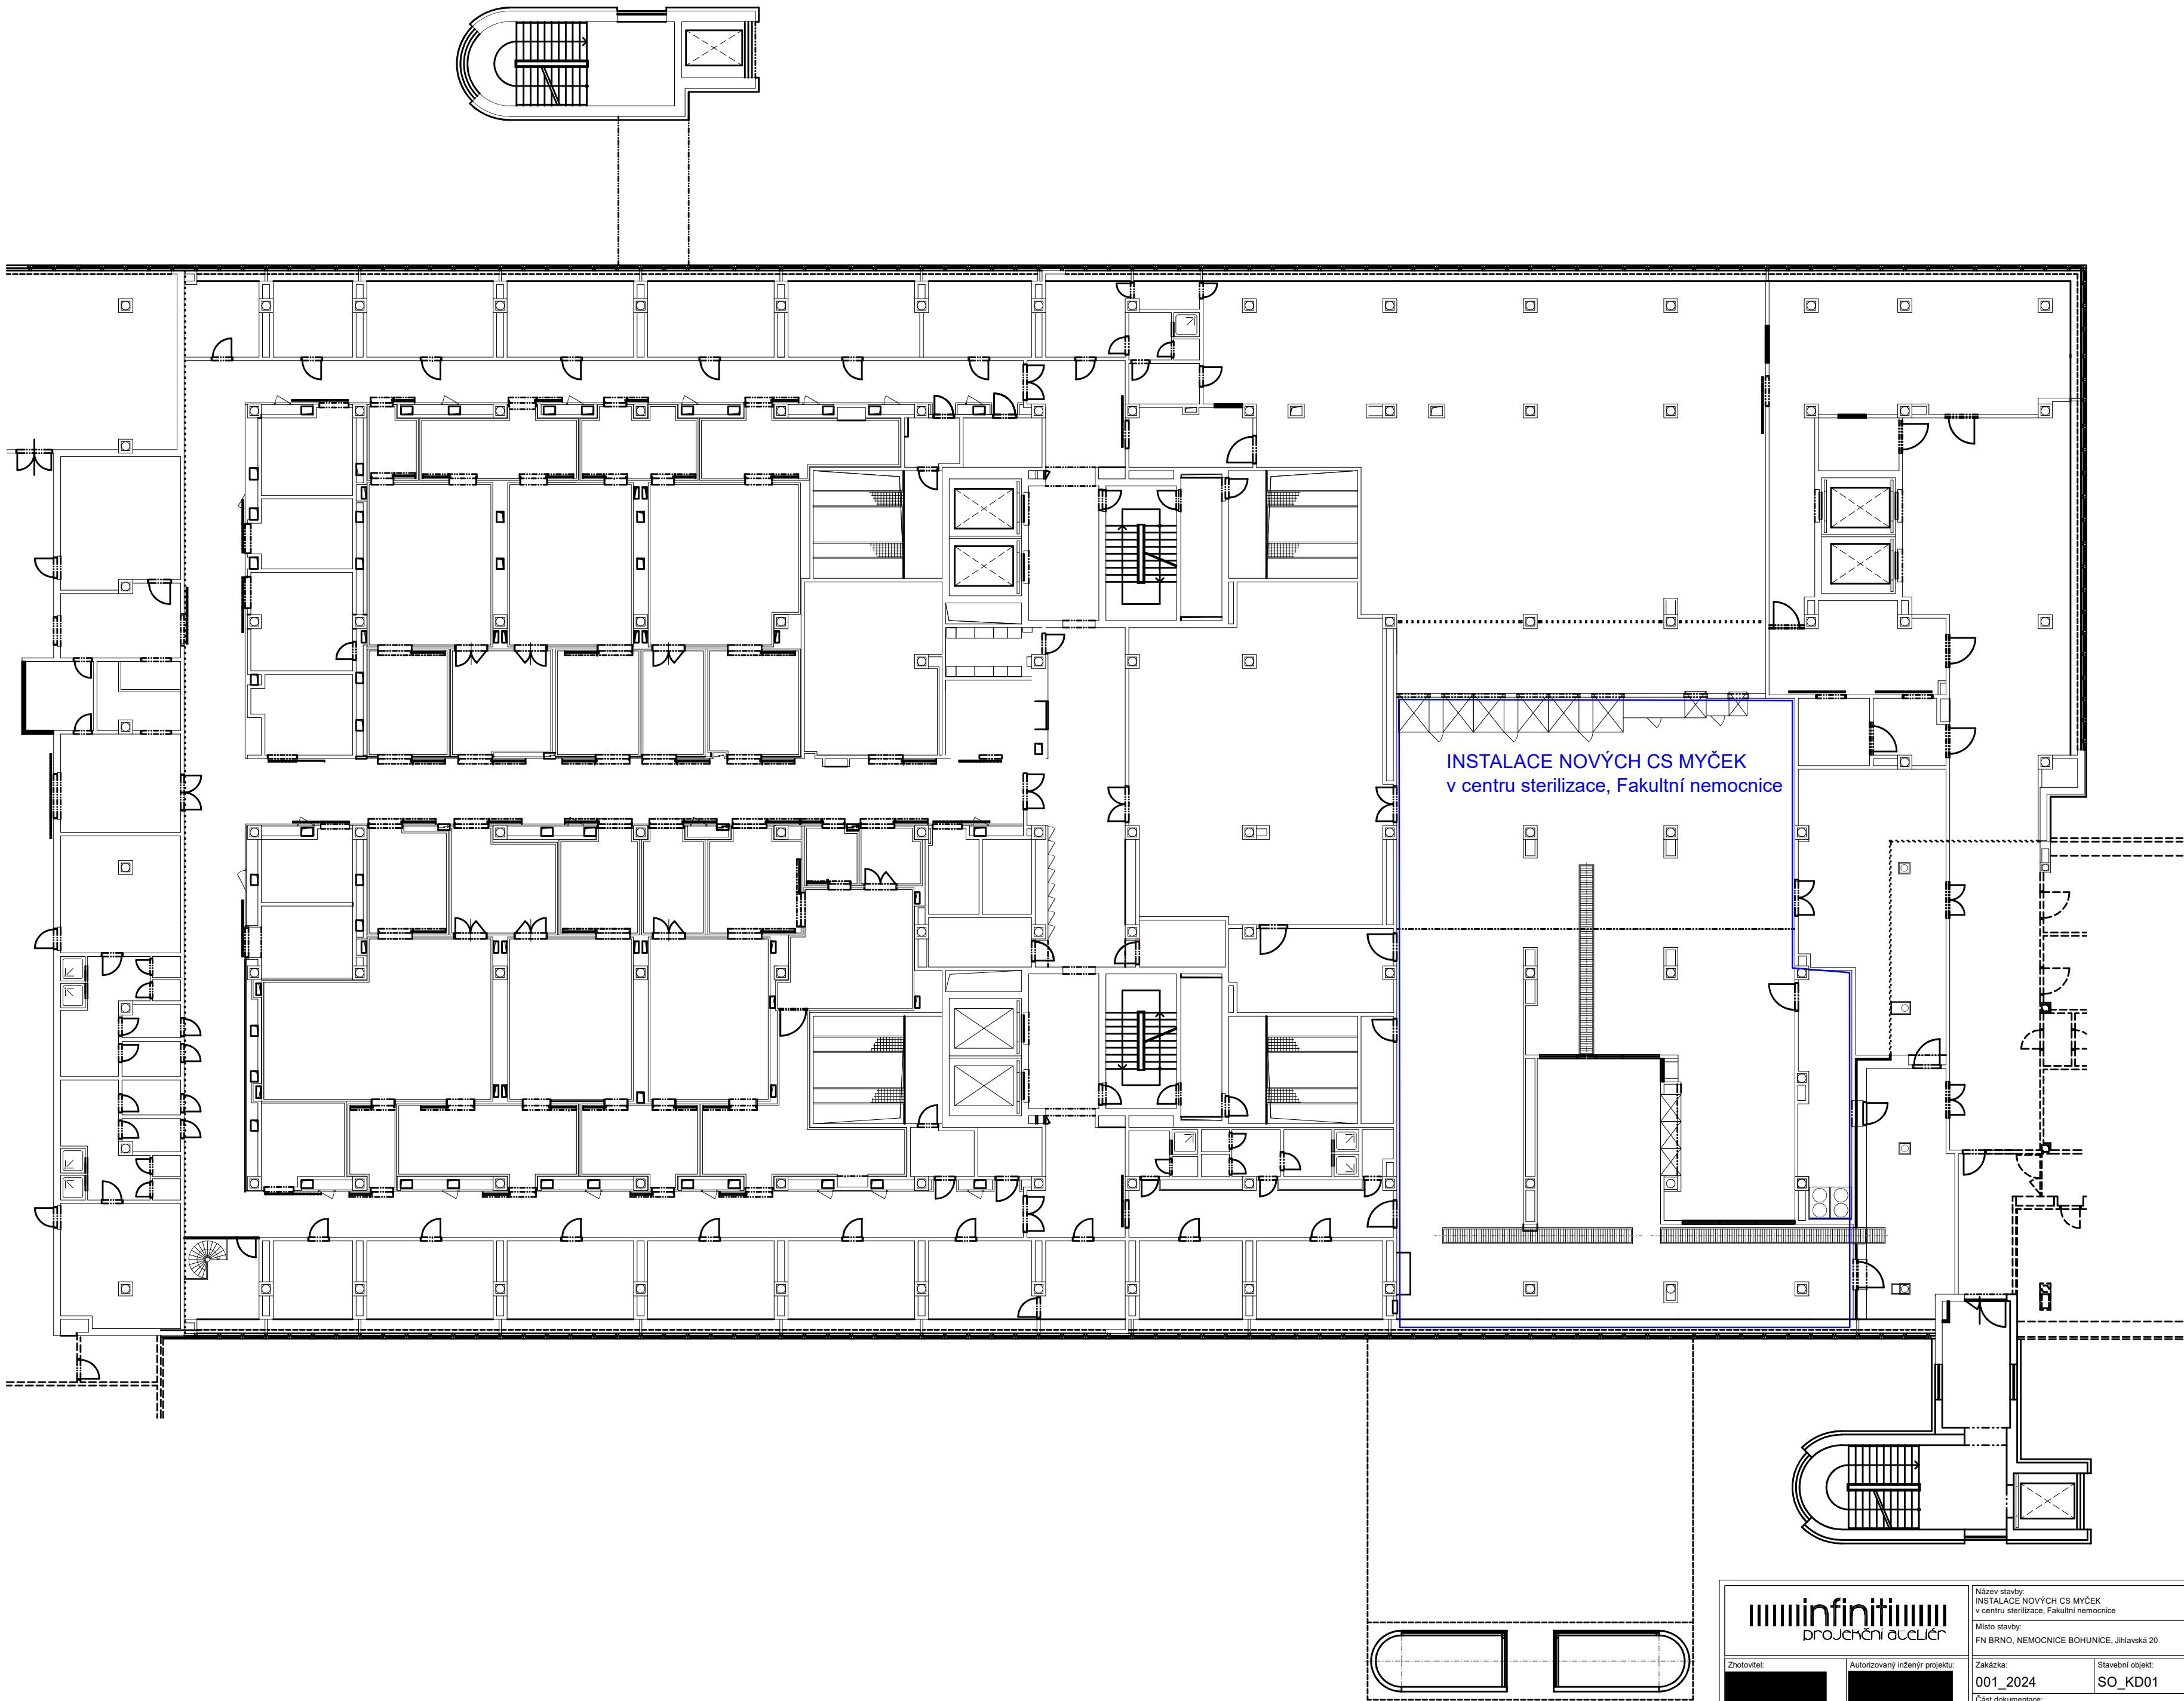 INSTALACE NOVÝCH CS MYČEK
v centru sterilizace, Fakultní nemocnice
infiniti
projekční ateliér
Název stavby:
INSTALACE NOVÝCH CS MYČEK
v centru sterilizace, Fakultní nemocnice
Místo stavby:
FN BRNO, NEMOCNICE BOHUNICE, Jihlavská 20
Zhotovitel:
Autorizovaný inženýr projektu:
Zakázka:
001_2024
Stavební objekt:
SO_KD01
Část dokumentace: